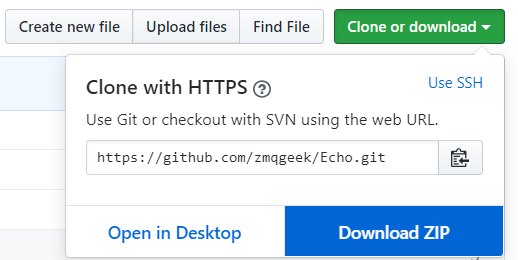 Create new file Upload files Find File Clone or download
Clone with HTTPS ? Use SSH
Use Git or checkout with SVN using the web URL.
https://github.com/zmqgeek/Echo.git
Open in Desktop Download ZIP